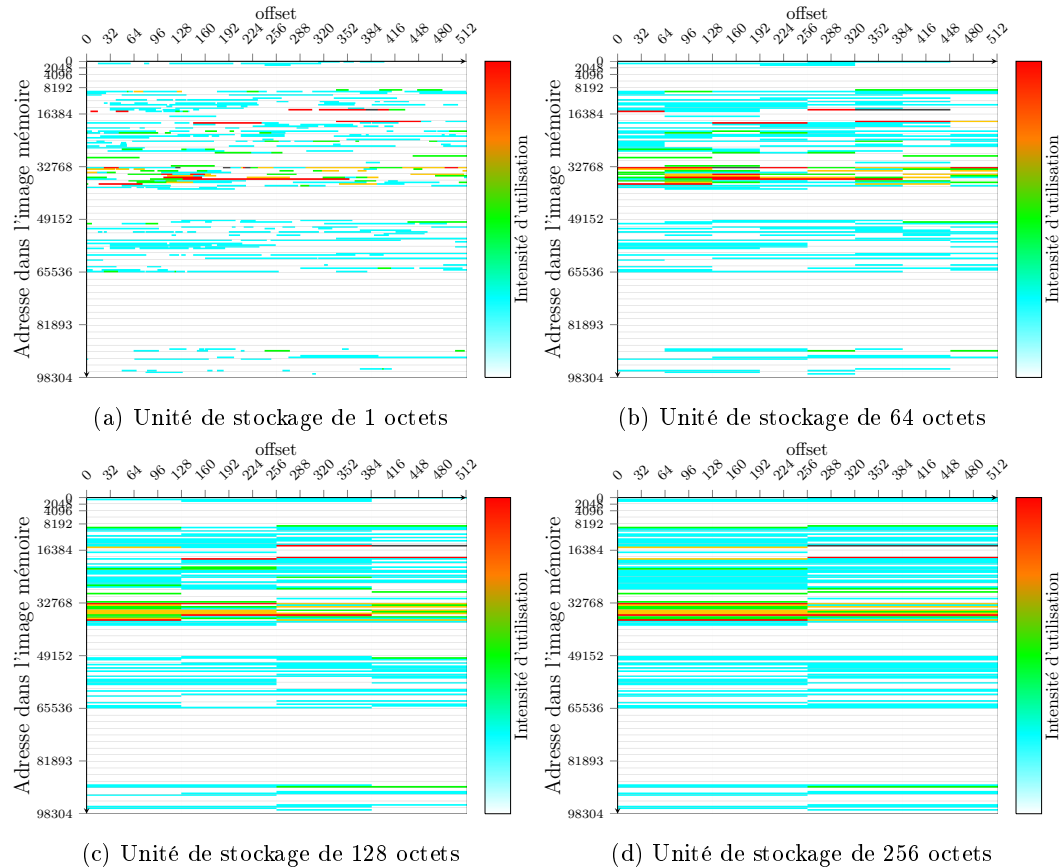 offset
0 32 64 96 128 160 192 224 256 288 320 352 384 416 448 480 512
0
2048
4096
8192
16384
32768
49152
65536
81893
98304
Adresse dans l'image mémoire
Intensité d'utilisation
(a) Unité de stockage de 1 octets
offset
0 32 64 96 128 160 192 224 256 288 320 352 384 416 448 480 512
0
2048
4096
8192
16384
32768
49152
65536
81893
98304
Adresse dans l'image mémoire
Intensité d'utilisation
(b) Unité de stockage de 64 octets
offset
0 32 64 96 128 160 192 224 256 288 320 352 384 416 448 480 512
0
2048
4096
8192
16384
32768
49152
65536
81893
98304
Adresse dans l'image mémoire
Intensité d'utilisation
(c) Unité de stockage de 128 octets
offset
0 32 64 96 128 160 192 224 256 288 320 352 384 416 448 480 512
0
2048
4096
8192
16384
32768
49152
65536
81893
98304
Adresse dans l'image mémoire
Intensité d'utilisation
(d) Unité de stockage de 256 octets